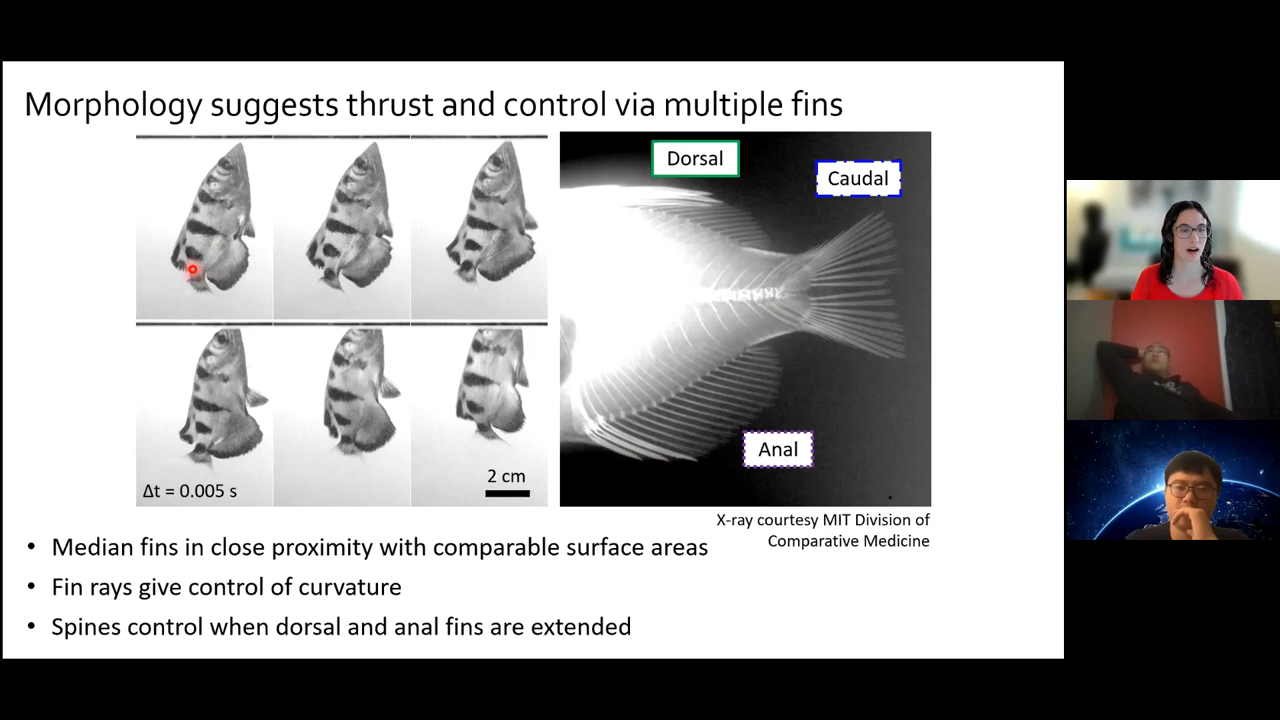 Morphology suggests thrust and control via multiple fins
Dorsal
Caudal
Anal
Δt = 0.005 s
2 cm
X-ray courtesy MIT Division of
Comparative Medicine
• Median fins in close proximity with comparable surface areas
• Fin rays give control of curvature
• Spines control when dorsal and anal fins are extended